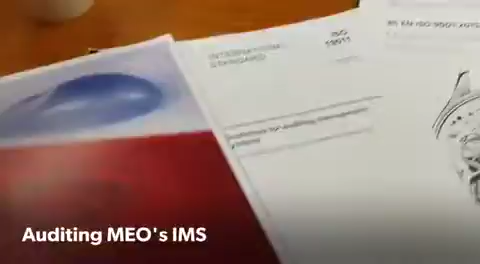 BS EN ISO 9001:2015
INTERNATIONAL
STANDARD
ISO
19011
Guidelines for auditing management
systems
Auditing MEO's IMS